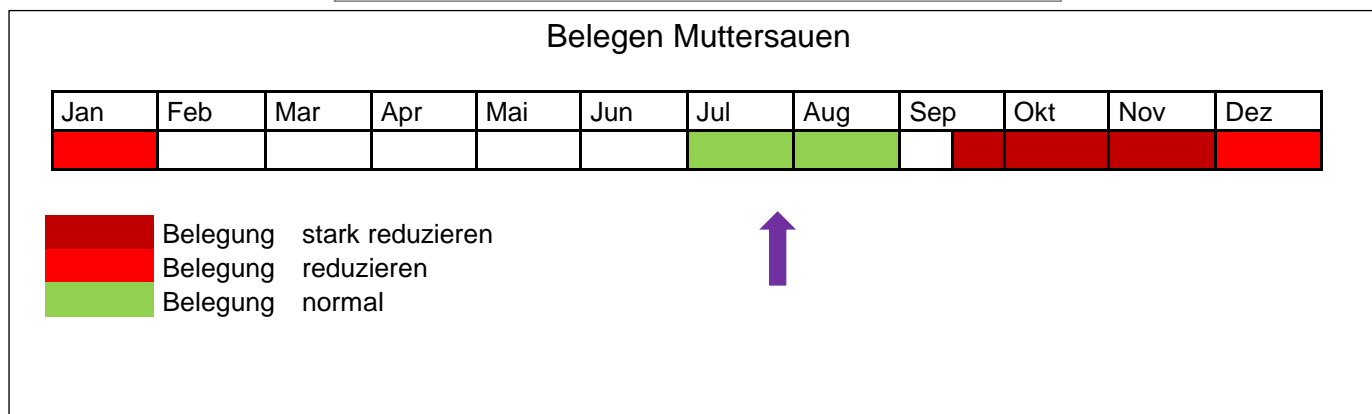 Belegen Muttersauen
Jan Feb Mar Apr Mai Jun Jul Aug Sep Okt Nov Dez
Belegung stark reduzieren
Belegung reduzieren
Belegung normal